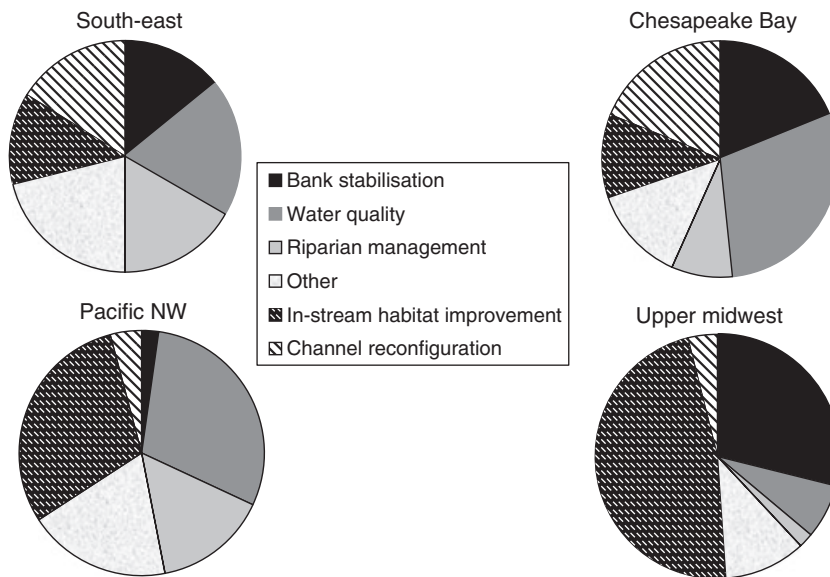 South-east
Chesapeake Bay
Bank stabilisation
Water quality
Riparian management
Other
In-stream habitat improvement
Channel reconfiguration
Pacific NW
Upper midwest